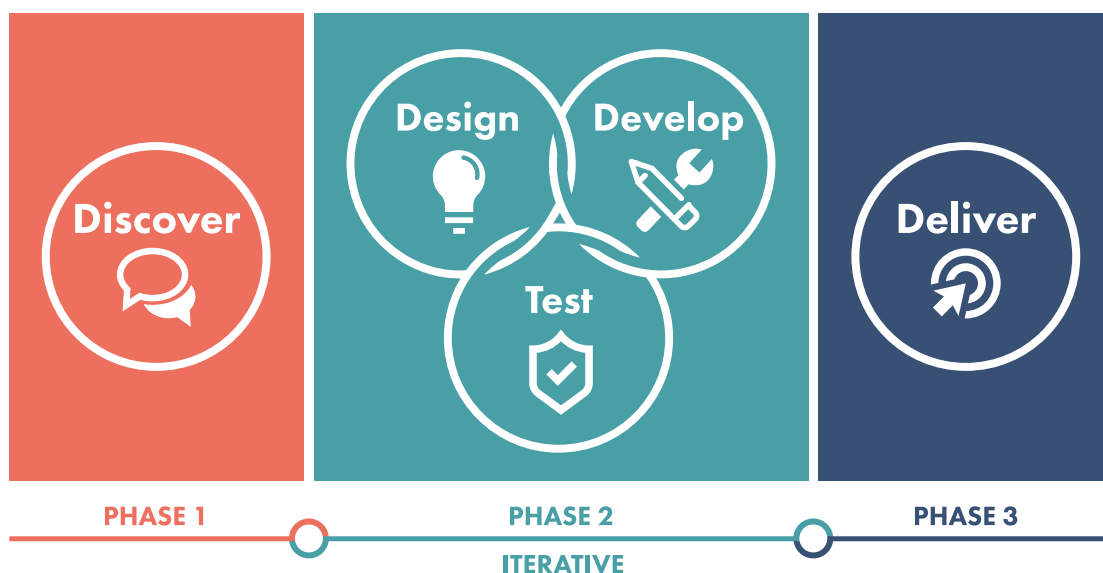 Discover
Design
Develop
Test
Deliver
PHASE 1
PHASE 2
PHASE 3
ITERATIVE